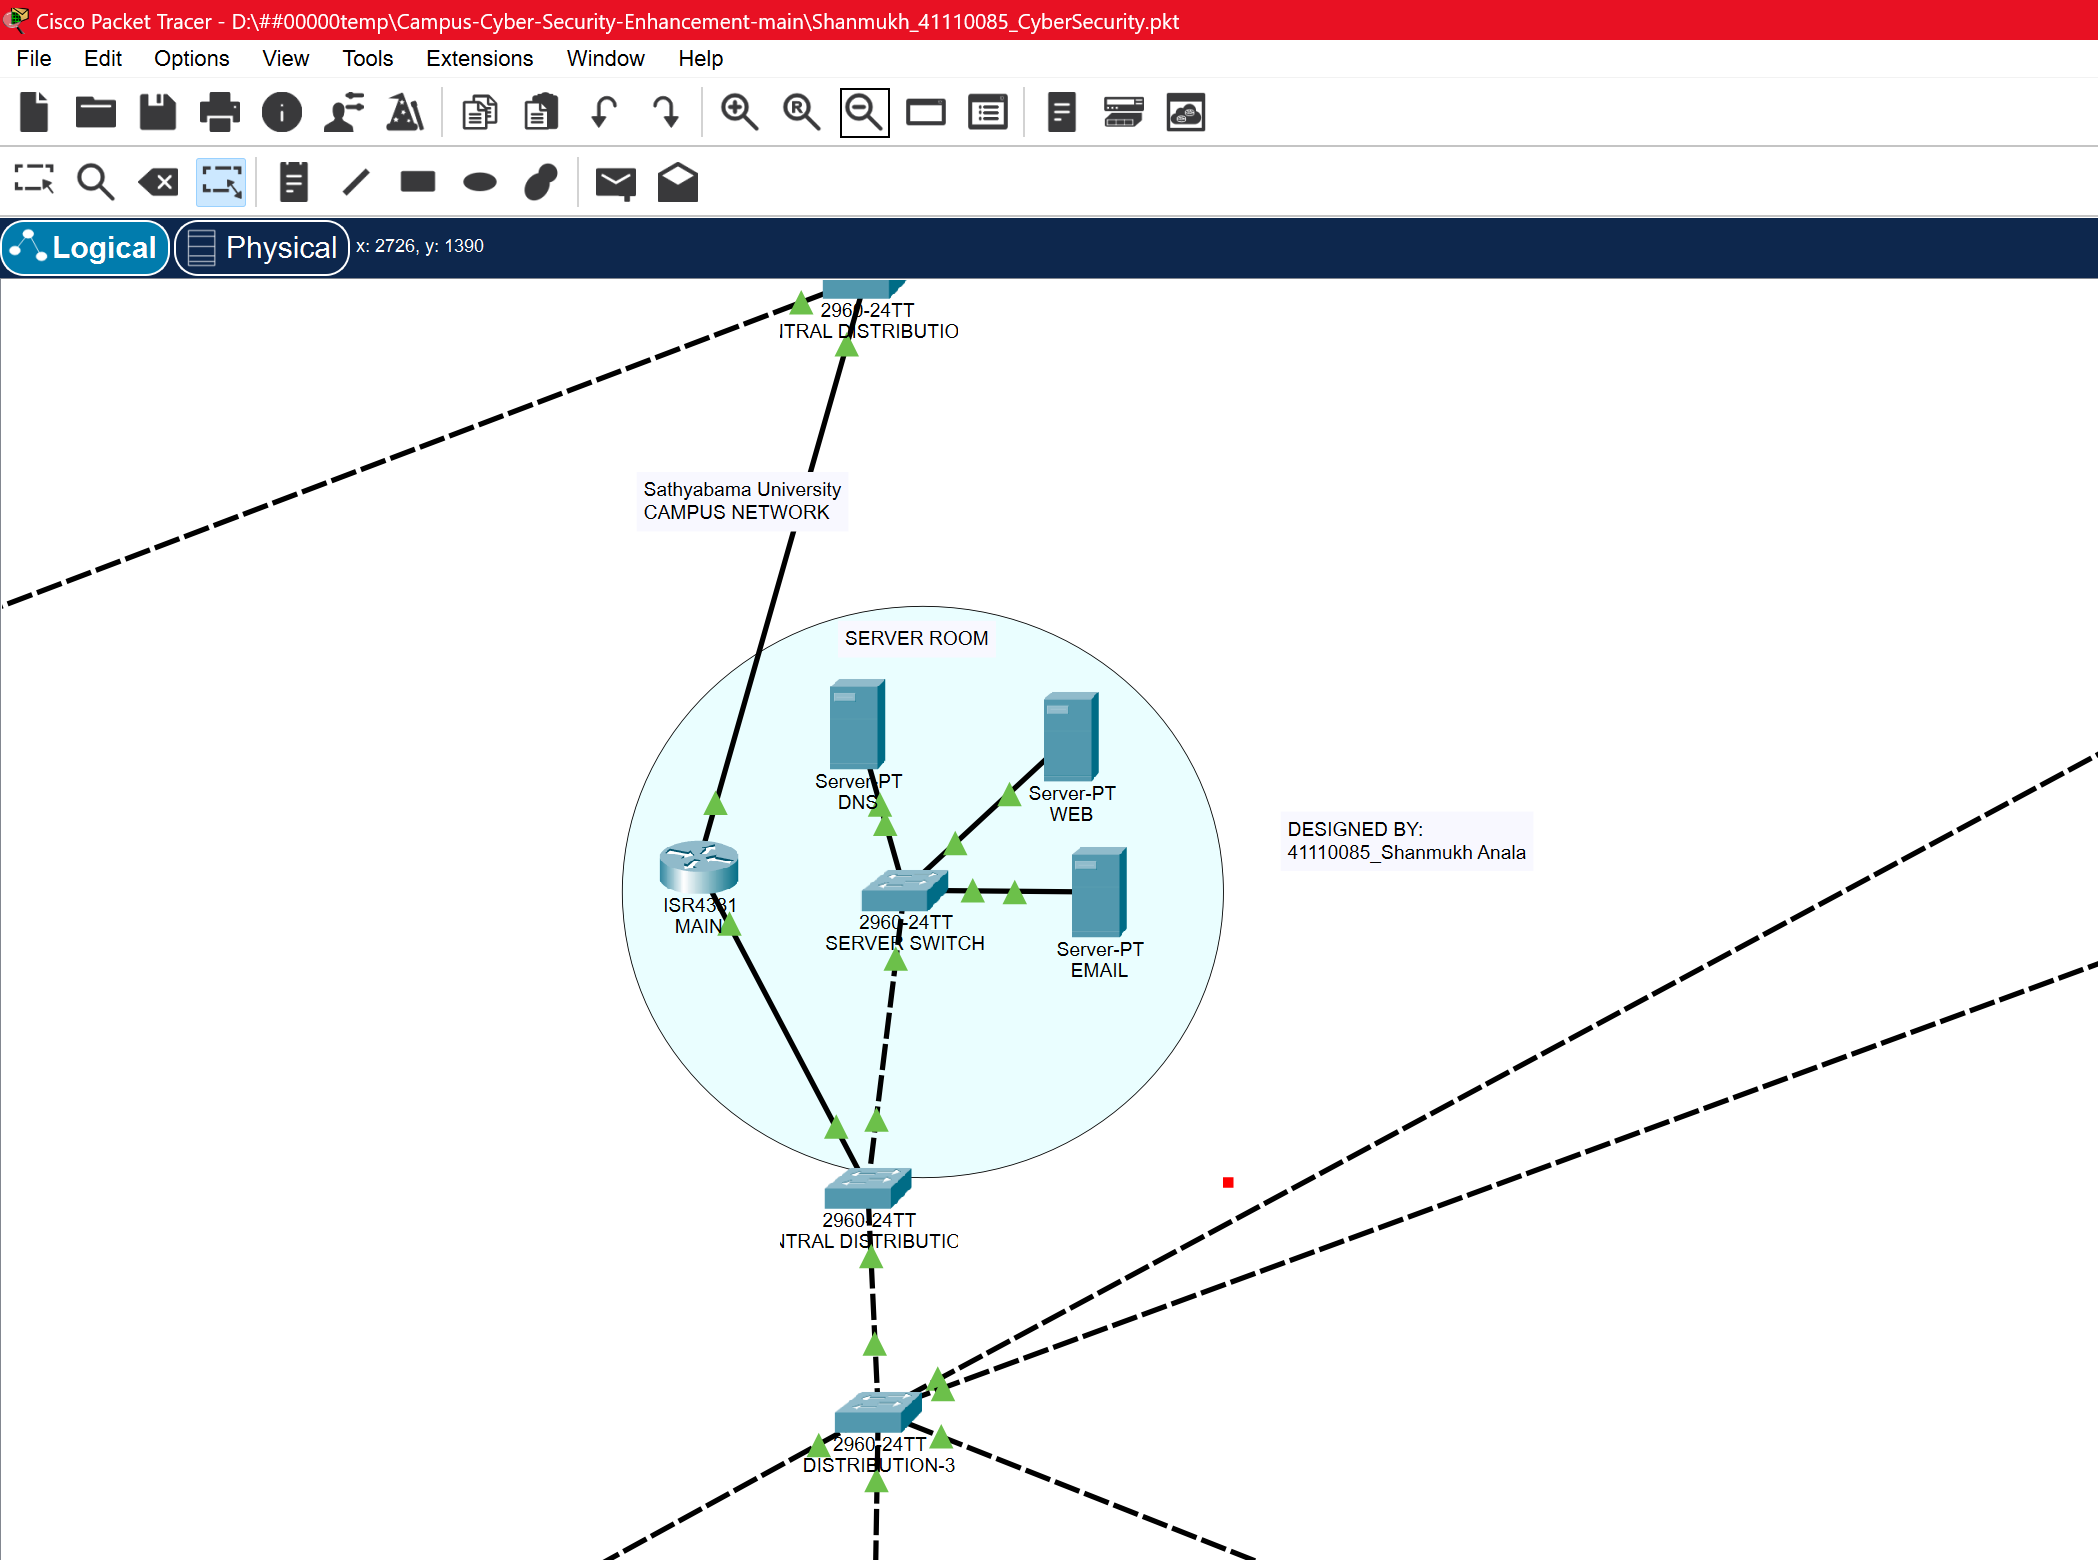 Cisco Packet Tracer - D:\##00000temp\Campus-Cyber-Security-Enhancement-main\Shanmukh_41110085_CyberSecurity.pkt
File Edit Options View Tools Extensions Window Help
Logical Physical x: 2726, y: 1390
2960-24TT
NTRAL DISTRIBUTIO
Sathyabama University
CAMPUS NETWORK
SERVER ROOM
Server-PT
DNS
Server-PT
WEB
DESIGNED BY:
41110085_Shanmukh Anala
ISR4331
MAIN
2960-24TT
SERVER SWITCH
Server-PT
EMAIL
2960-24TT
NTRAL DISTRIBUTIO
2960-24TT
DISTRIBUTION-3